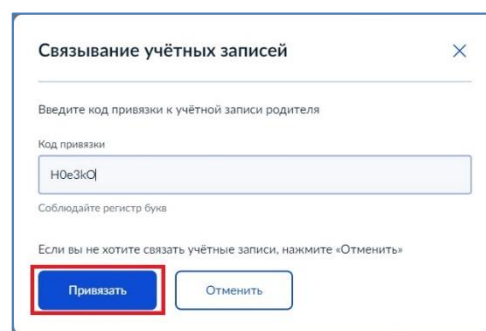 Связывание учётных записей
Введите код привязки к учётной записи родителя
Код привязки
H0e3kO
Соблюдайте регистр букв
Если вы не хотите связать учётные записи, нажмите «Отменить»
Привязать
Отменить